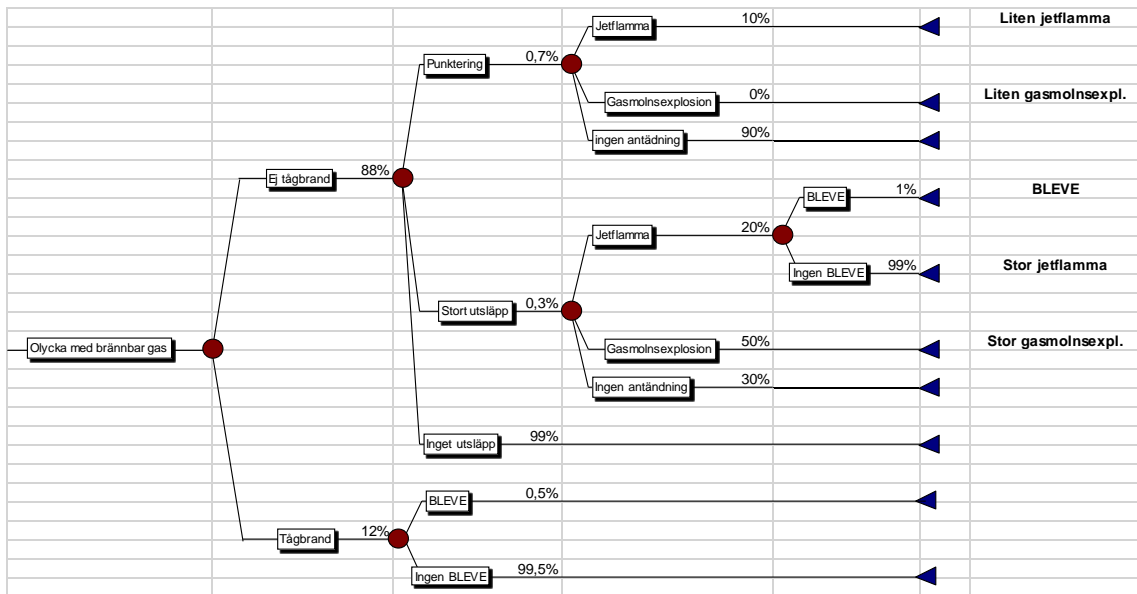 Jetflamma 10% Liten jetflamma
Punktering 0,7%
Gasmolnsexplosion 0% Liten gasmolnsexpl.
ingen antädning 90%
Ej tågbrand 88%
BLEVE 1% BLEVE
Jetflamma 20%
Ingen BLEVE 99% Stor jetflamma
Stort utsläpp 0,3%
Olycka med brännbar gas
Gasmolnsexplosion 50% Stor gasmolnsexpl.
Ingen antändning 30%
Inget utsläpp 99%
BLEVE 0,5%
Tågbrand 12%
Ingen BLEVE 99,5%